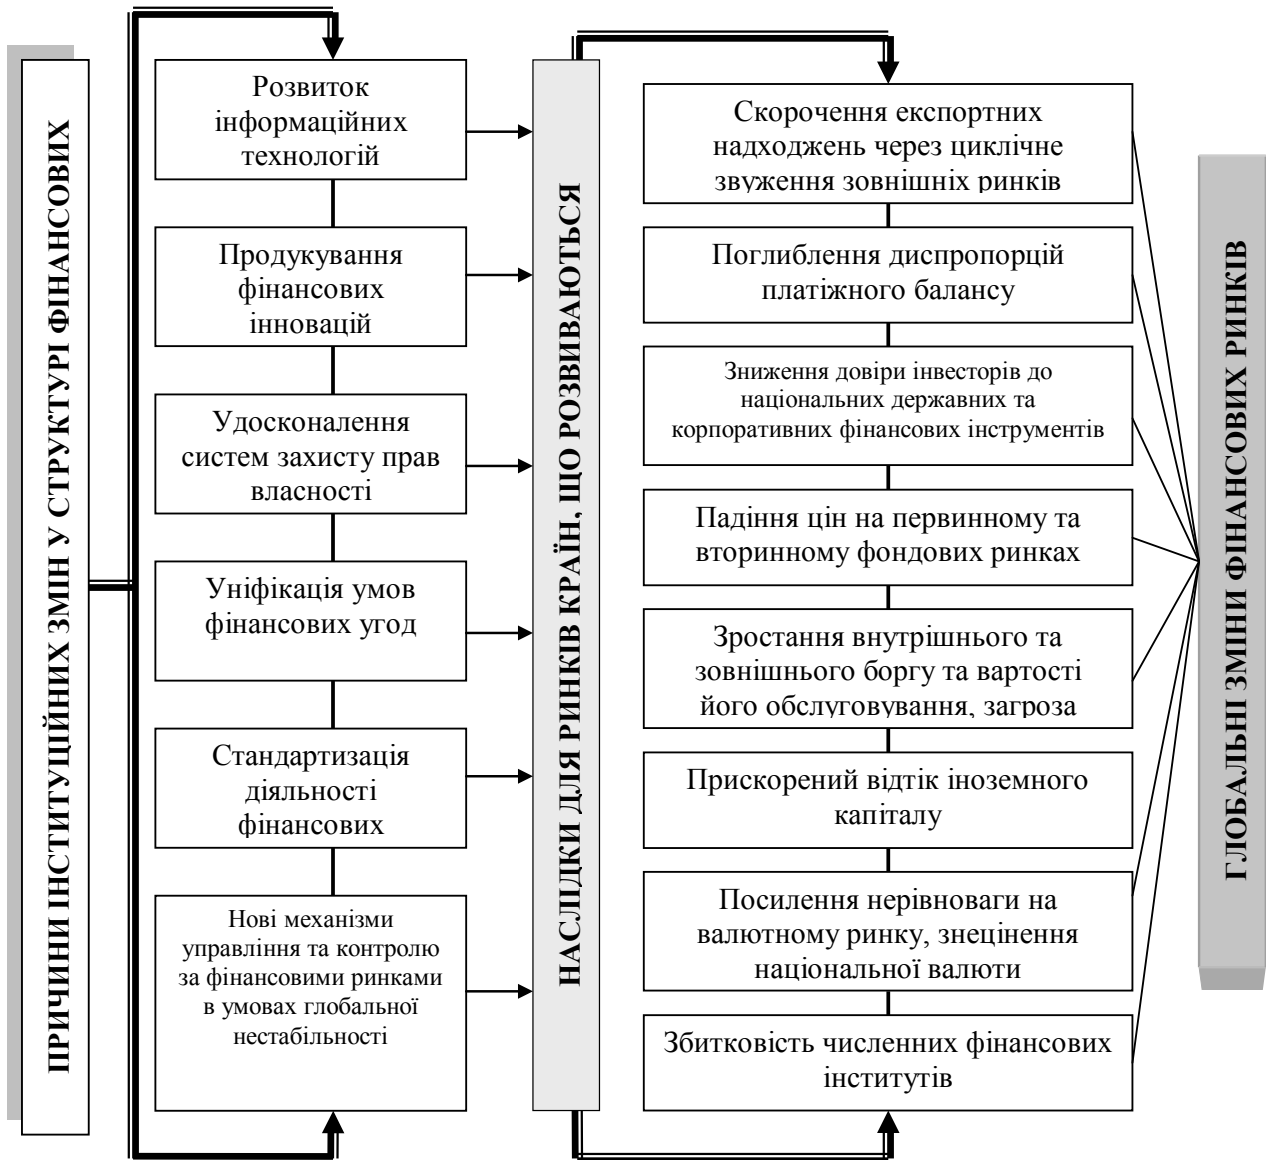 ПРИЧИНИ ІНСТИТУЦІЙНИХ ЗМІН У СТРУКТУРІ ФІНАНСОВИХ
Розвиток
інформаційних
технологій
Продукування
фінансових
інновацій
Удосконалення
систем захисту прав
власності
Уніфікація умов
фінансових угод
Стандартизація
діяльності
фінансових
Нові механізми
управління та контролю
за фінансовими ринками
в умовах глобальної
нестабільності
НАСЛІДКИ ДЛЯ РИНКІВ КРАЇН, ЩО РОЗВИВАЮТЬСЯ
Скорочення експортних
надходжень через циклічне
звуження зовнішніх ринків
Поглиблення диспропорцій
платіжного балансу
Зниження довіри інвесторів до
національних державних та
корпоративних фінансових інструментів
Падіння цін на первинному та
вторинному фондових ринках
Зростання внутрішнього та
зовнішнього боргу та вартості
його обслуговування, загроза
Прискорений відтік іноземного
капіталу
Посилення нерівноваги на
валютному ринку, знецінення
національної валюти
Збитковість численних фінансових
інститутів
ГЛОБАЛЬНІ ЗМІНИ ФІНАНСОВИХ РИНКІВ